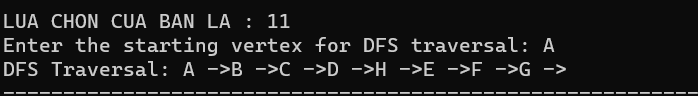 LUA CHON CUA BAN LA : 11
Enter the starting vertex for DFS traversal: A
DFS Traversal: A ->B ->C ->D ->H ->E ->F ->G ->
----------------------------------------------------------